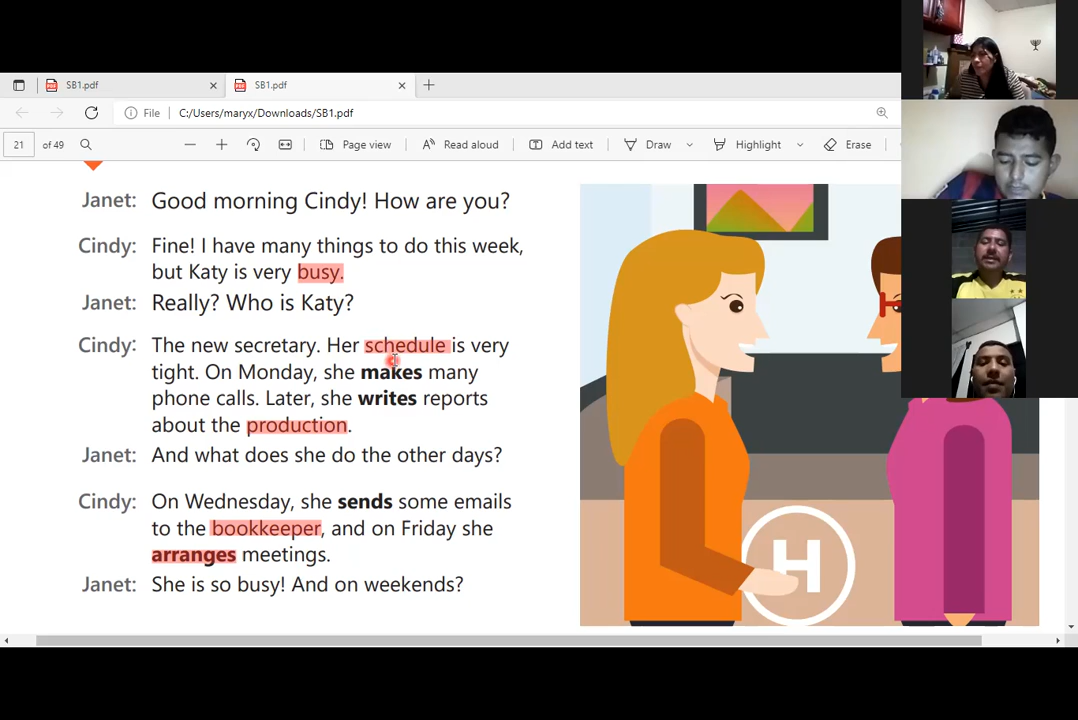 SB1.pdf
SB1.pdf
File C:/Users/maryx/Downloads/SB1.pdf
21 of 49 Page view Read aloud Add text Draw Highlight Erase
Janet: Good morning Cindy! How are you?
Cindy: Fine! I have many things to do this week,
but Katy is very busy.
Janet: Really? Who is Katy?
Cindy: The new secretary. Her schedule is very
tight. On Monday, she makes many
phone calls. Later, she writes reports
about the production.
Janet: And what does she do the other days?
Cindy: On Wednesday, she sends some emails
to the bookkeeper, and on Friday she
arranges meetings.
Janet: She is so busy! And on weekends?
H